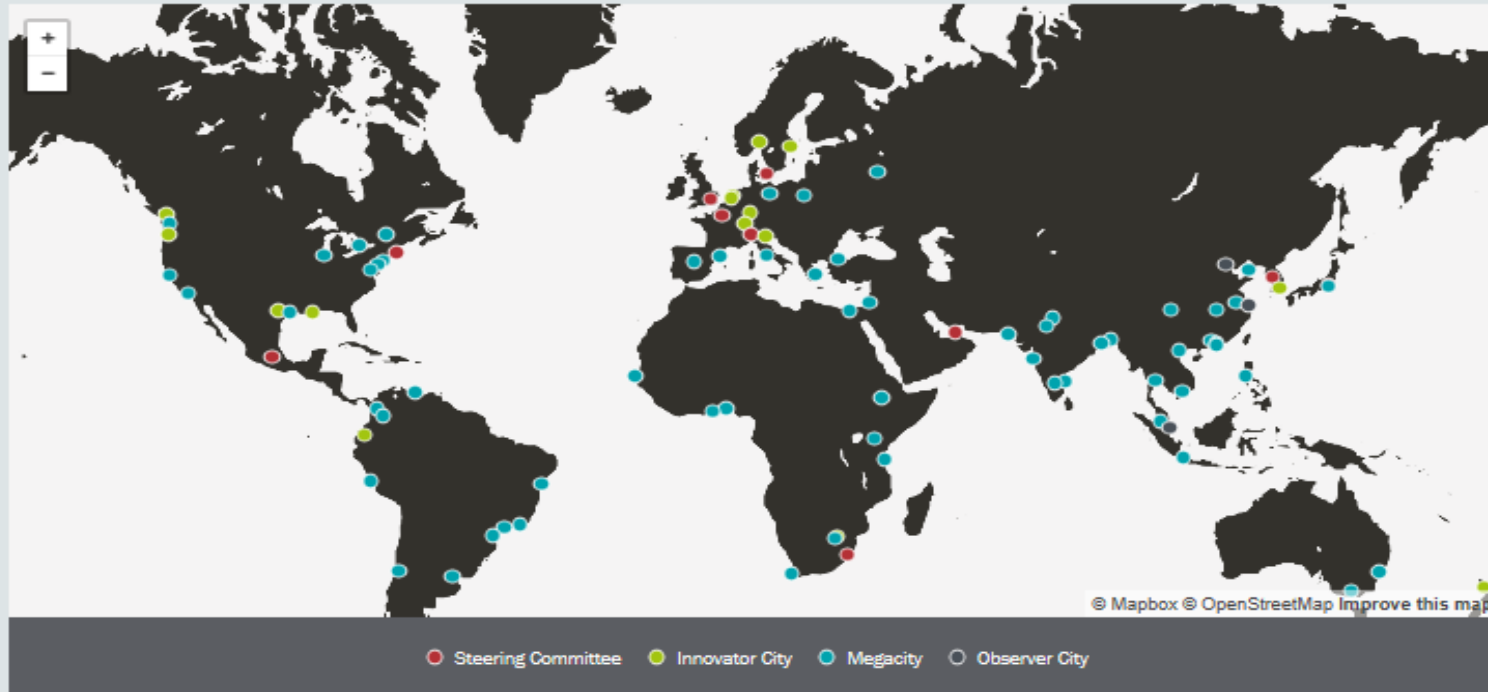 +
−
© Mapbox © OpenStreetMap Improve this map
Steering Committee Innovator City Megacity Observer City